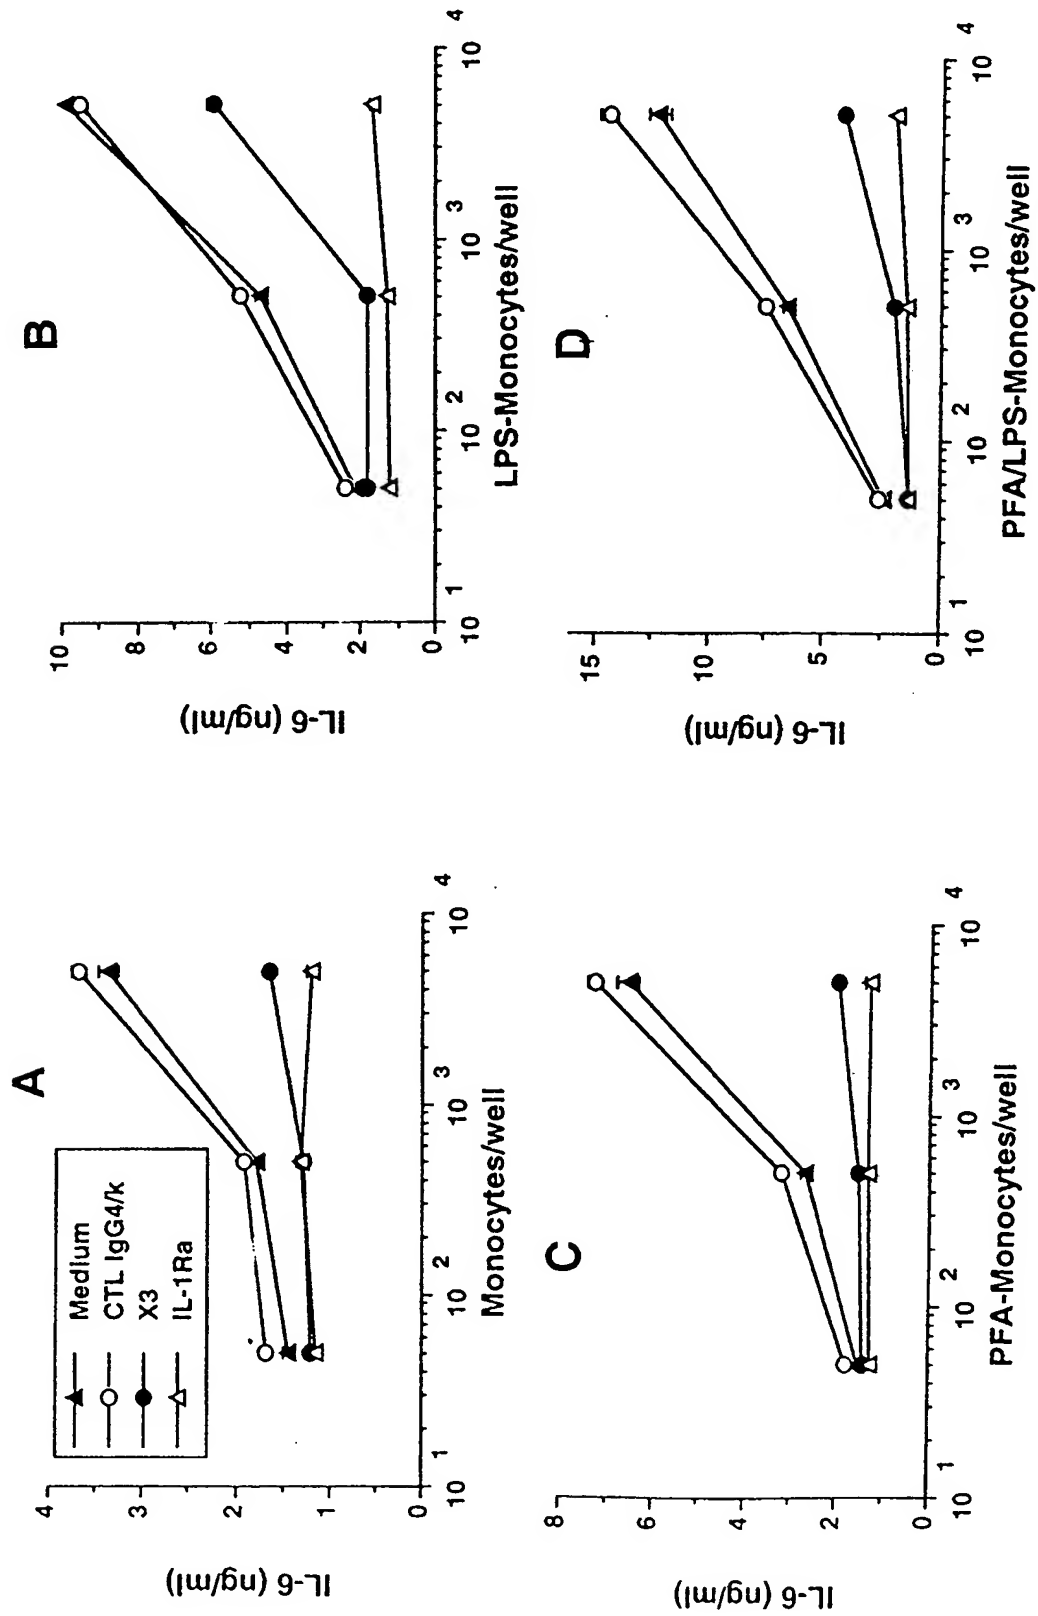 A
Medium
CTL IgG4/k
X3
IL-1Ra
4
3
2
1
0
IL-6 (ng/ml)
10 1
10 2
10 3
10 4
Monocytes/well
B
10
8
6
4
2
0
IL-6 (ng/ml)
10 1
10 2
10 3
10 4
LPS-Monocytes/well
C
8
6
4
2
0
IL-6 (ng/ml)
10 1
10 2
10 3
10 4
PFA-Monocytes/well
D
15
10
5
0
IL-6 (ng/ml)
10 1
10 2
10 3
10 4
PFA/LPS-Monocytes/well